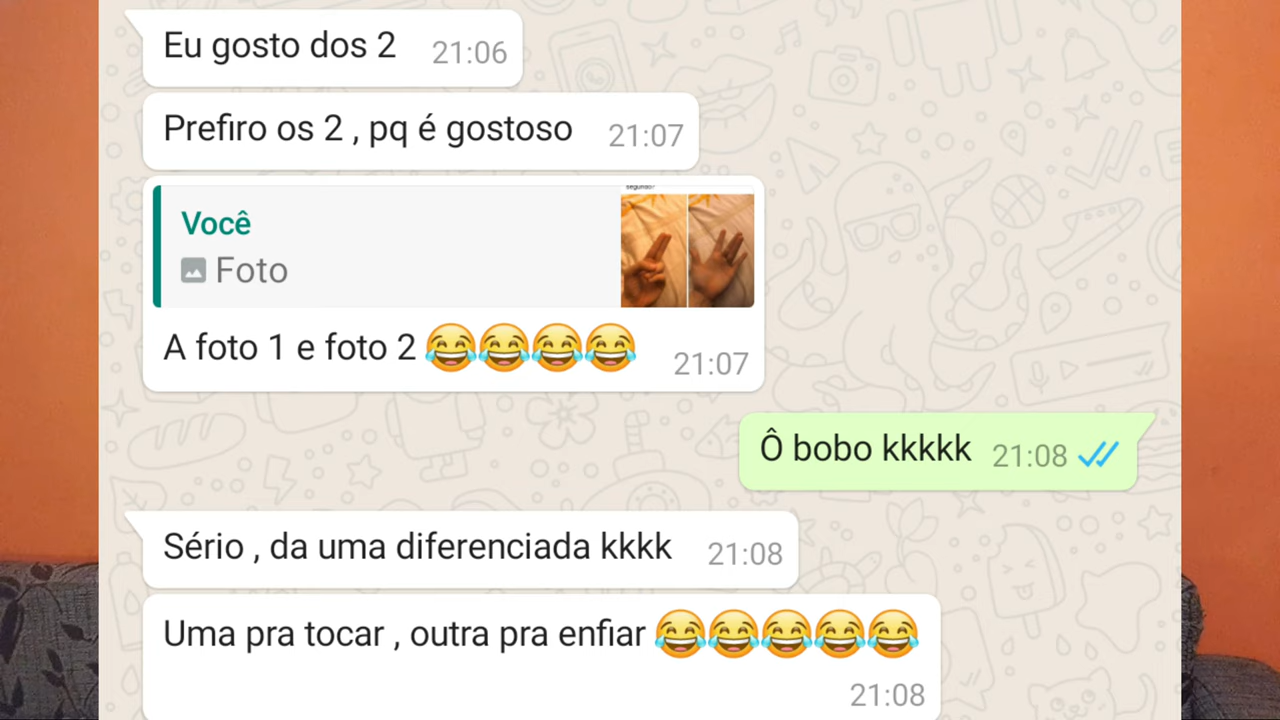 Eu gosto dos 2 21:06
Prefiro os 2 , pq é gostoso 21:07
segundo?
Você
Foto
A foto 1 e foto 2 😂😂😂😂 21:07
Ô bobo kkkkk 21:08
Sério , da uma diferenciada kkkk 21:08
Uma pra tocar , outra pra enfiar 😂😂😂😂😂
21:08